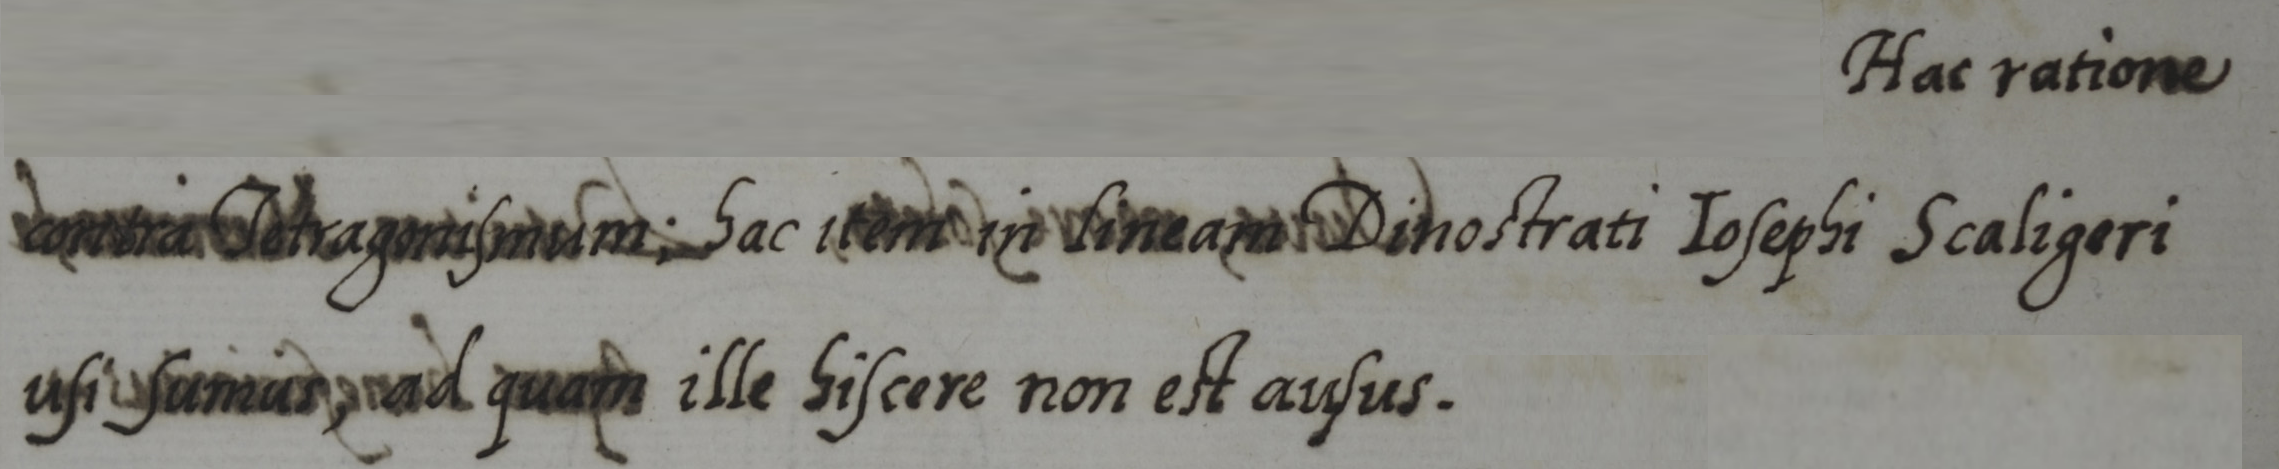 Hac ratione
contra Tetragonismum; hac item in lineam Dinostrati Iosephi Scaligeri
usi sumus, ad quam ille hiscere non est ausus.